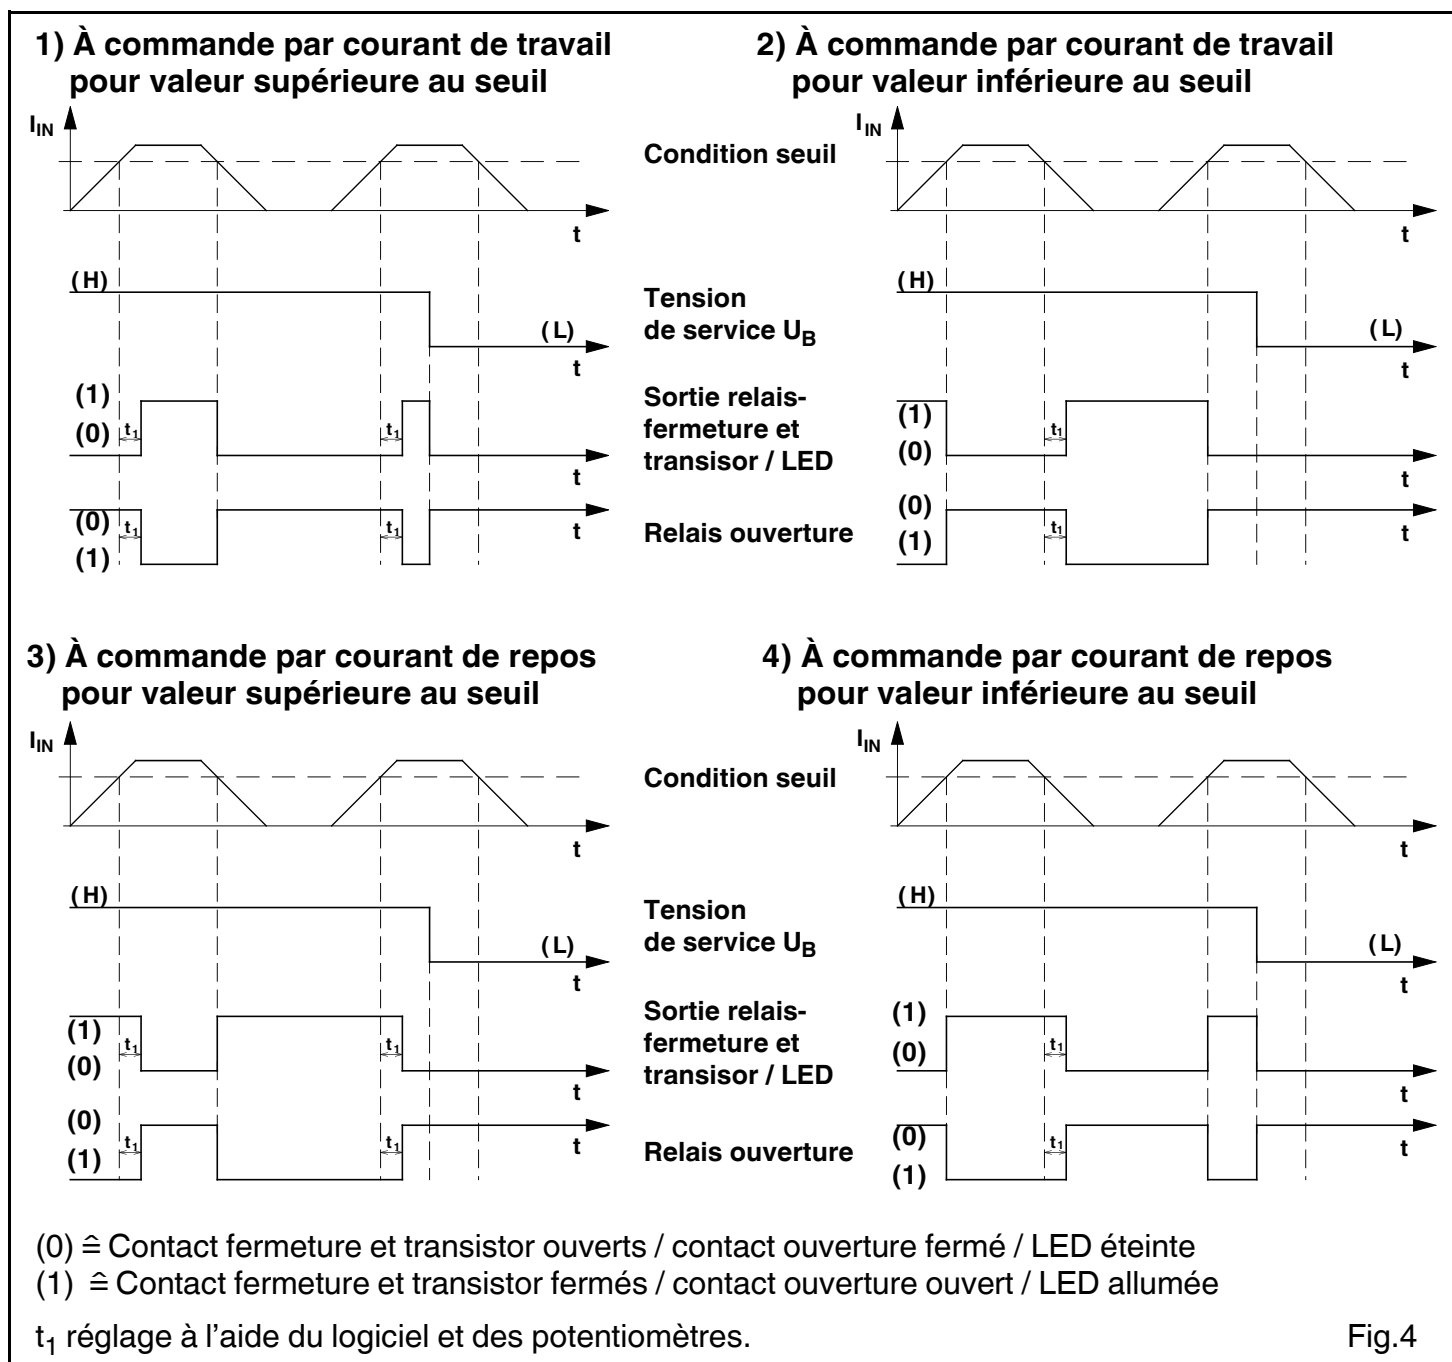 1) À commande par courant de travail
pour valeur supérieure au seuil
2) À commande par courant de travail
pour valeur inférieure au seuil
I_IN
Condition seuil
I_IN
t
t
(H)
Tension
de service U_B
(L)
t
(H)
(L)
t
(1)
(0)
t₁
t₁
Sortie relais-
fermeture et
transisor / LED
t
(1)
(0)
t₁
t
(0)
(1)
t₁
t₁
Relais ouverture
t
(0)
(1)
t₁
t
3) À commande par courant de repos
pour valeur supérieure au seuil
4) À commande par courant de repos
pour valeur inférieure au seuil
I_IN
Condition seuil
I_IN
t
t
(H)
Tension
de service U_B
(L)
t
(H)
(L)
t
(1)
(0)
t₁
t₁
Sortie relais-
fermeture et
transisor / LED
t
(1)
(0)
t₁
t
(0)
(1)
t₁
t₁
Relais ouverture
t
(0)
(1)
t₁
t
(0) ≙ Contact fermeture et transistor ouverts / contact ouverture fermé / LED éteinte
(1) ≙ Contact fermeture et transistor fermés / contact ouverture ouvert / LED allumée
t₁ réglage à l’aide du logiciel et des potentiomètres.
Fig.4